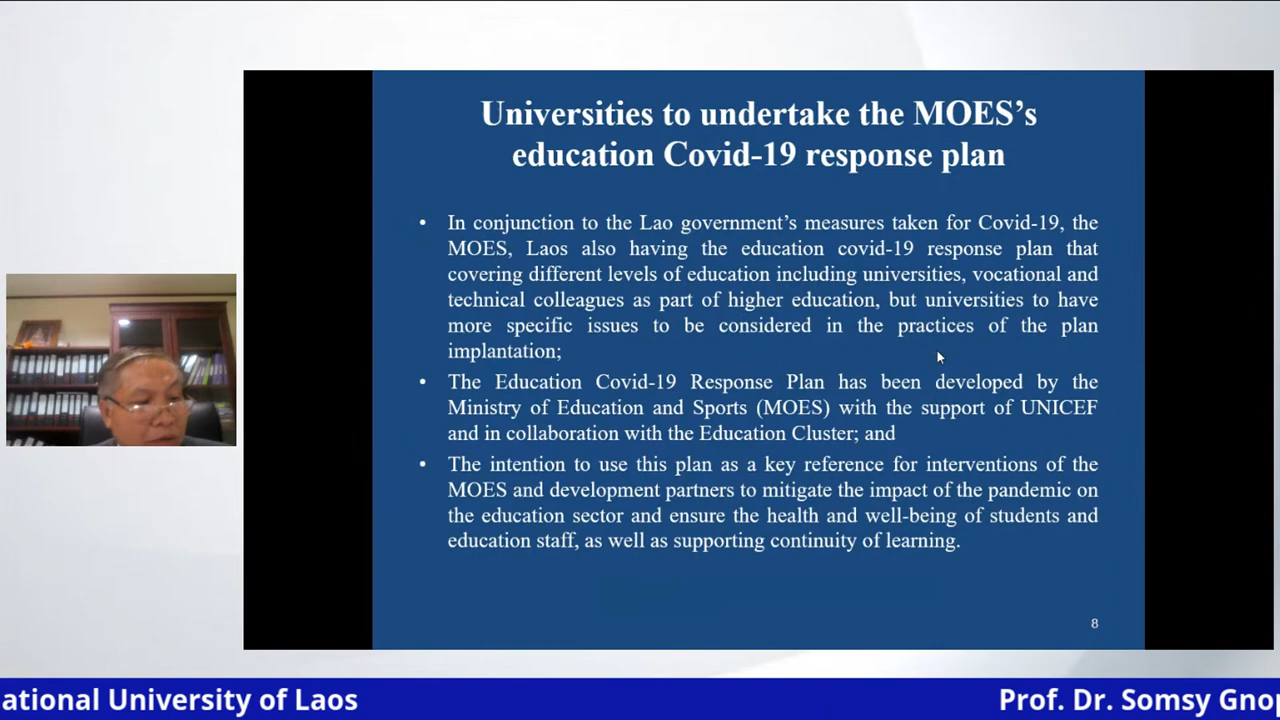 Universities to undertake the MOES’s
education Covid-19 response plan
• In conjunction to the Lao government’s measures taken for Covid-19, the
MOES, Laos also having the education covid-19 response plan that
covering different levels of education including universities, vocational and
technical colleagues as part of higher education, but universities to have
more specific issues to be considered in the practices of the plan
implantation;
• The Education Covid-19 Response Plan has been developed by the
Ministry of Education and Sports (MOES) with the support of UNICEF
and in collaboration with the Education Cluster; and
• The intention to use this plan as a key reference for interventions of the
MOES and development partners to mitigate the impact of the pandemic on
the education sector and ensure the health and well-being of students and
education staff, as well as supporting continuity of learning.
8
ational University of Laos
Prof. Dr. Somsy Gnop